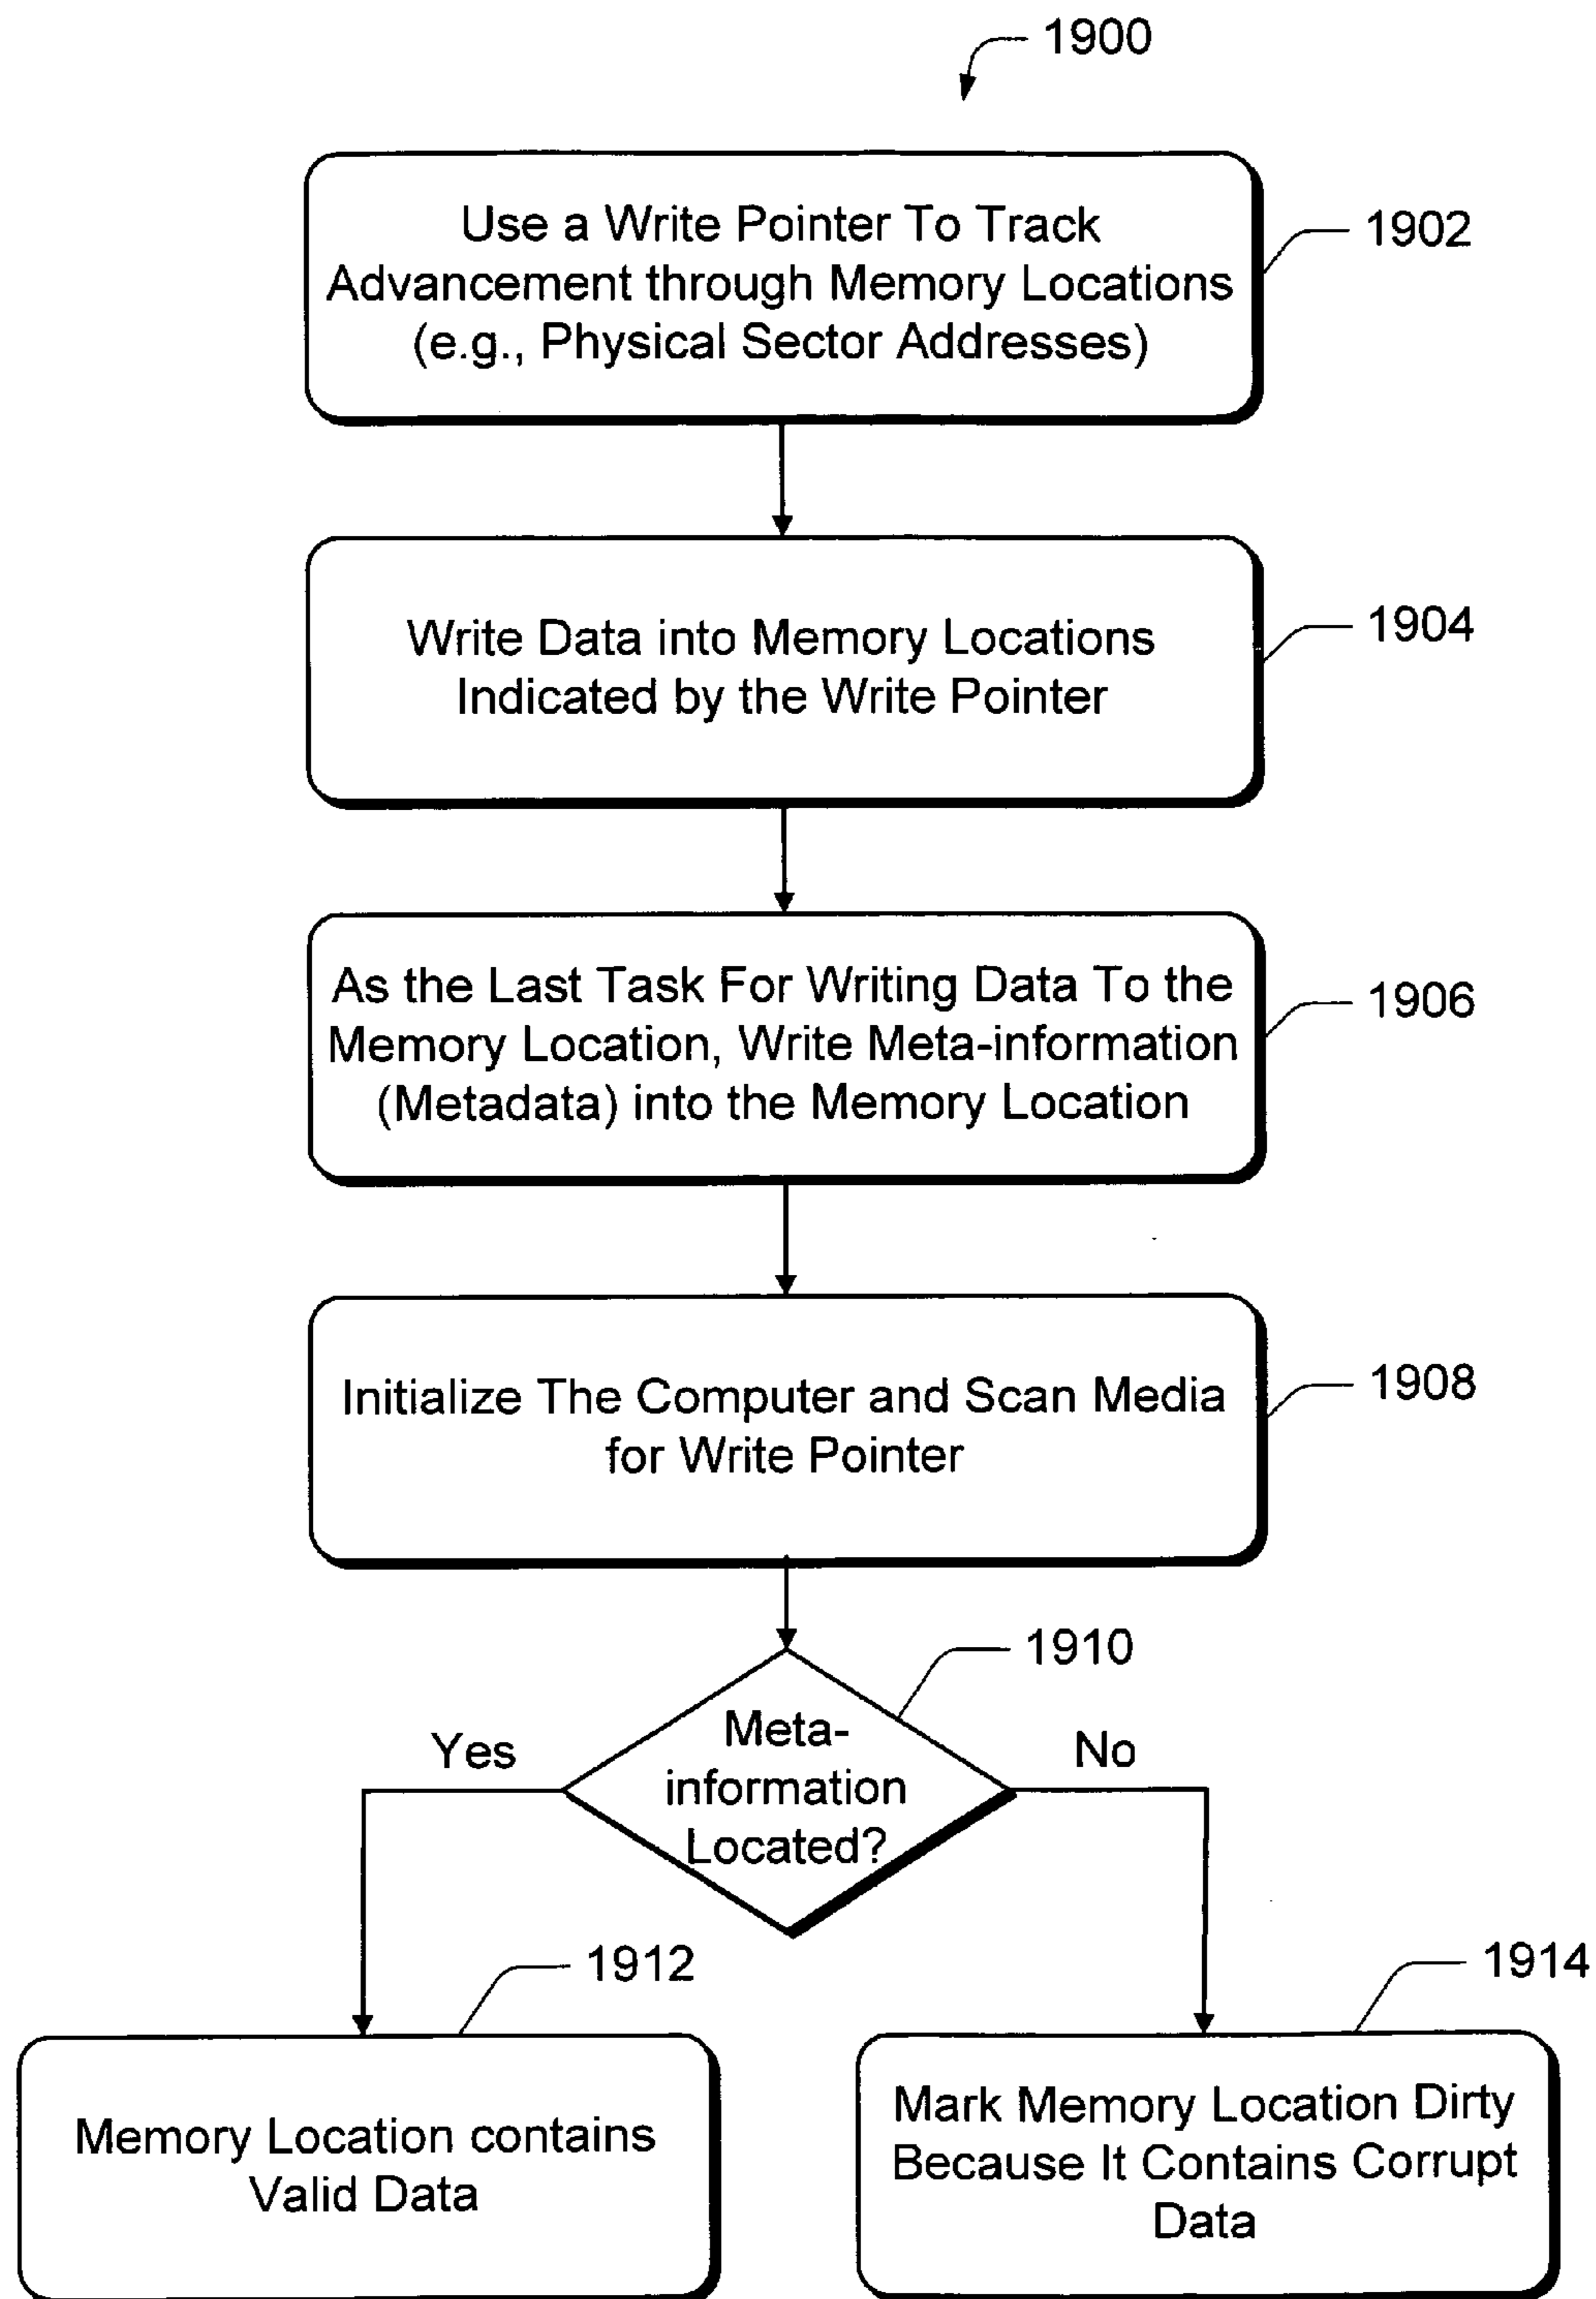 1900
Use a Write Pointer To Track
Advancement through Memory Locations
(e.g., Physical Sector Addresses)
1902
Write Data into Memory Locations
Indicated by the Write Pointer
1904
As the Last Task For Writing Data To the
Memory Location, Write Meta-information
(Metadata) into the Memory Location
1906
Initialize The Computer and Scan Media
for Write Pointer
1908
1910
Meta-
information
Located?
Yes
No
1912
1914
Memory Location contains
Valid Data
Mark Memory Location Dirty
Because It Contains Corrupt
Data